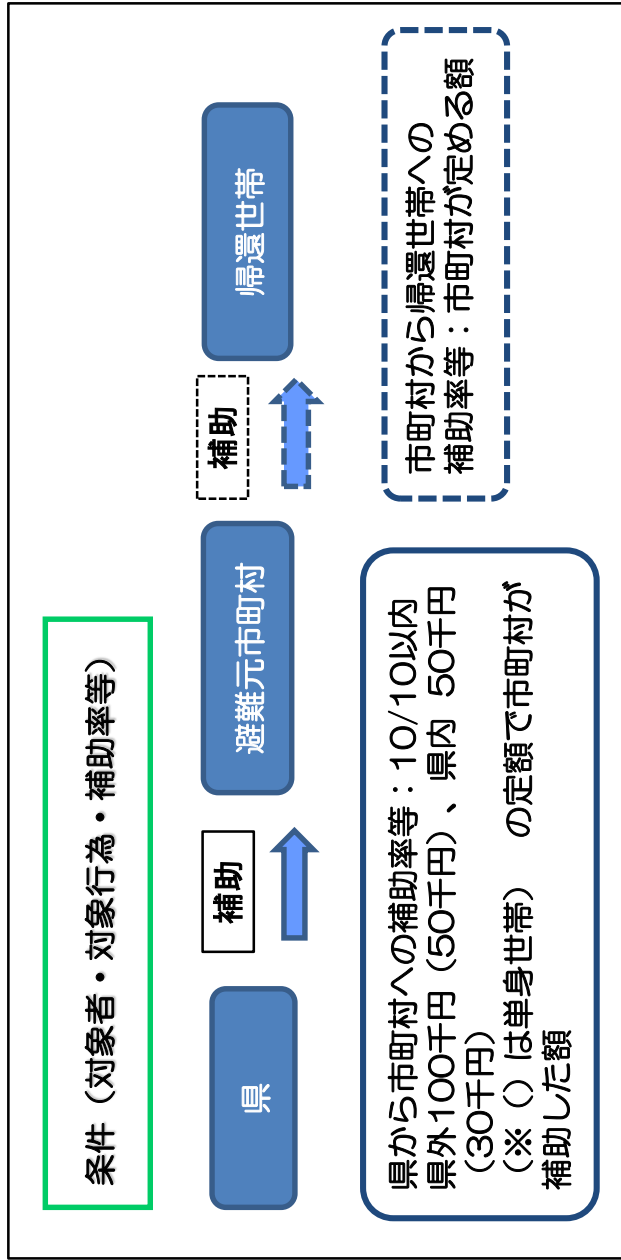 条件（対象者・対象行為・補助率等）
県
補助
避難元市町村
補助
帰還世帯
県から市町村への補助率等：10/10以内
県外100千円（50千円）、県内 50千円
（30千円）
（※（）は単身世帯） の定額で市町村が
補助した額
市町村から帰還世帯への
補助率等：市町村が定める額